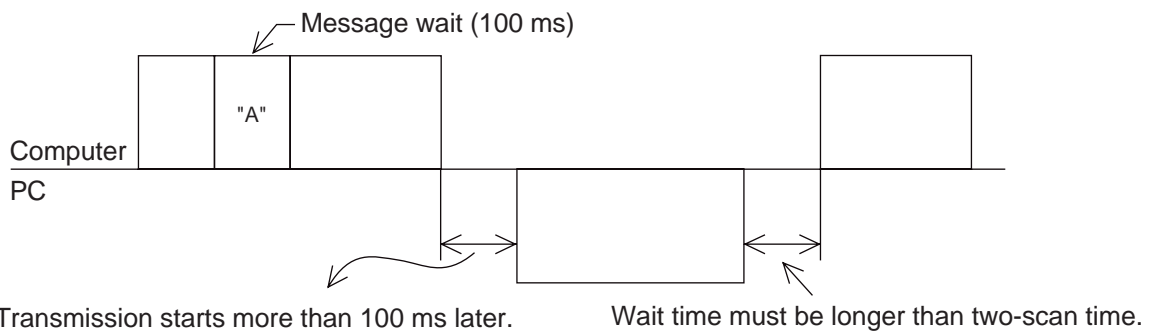 Message wait (100 ms)
"A"
Computer
PC
Transmission starts more than 100 ms later.
Wait time must be longer than two-scan time.